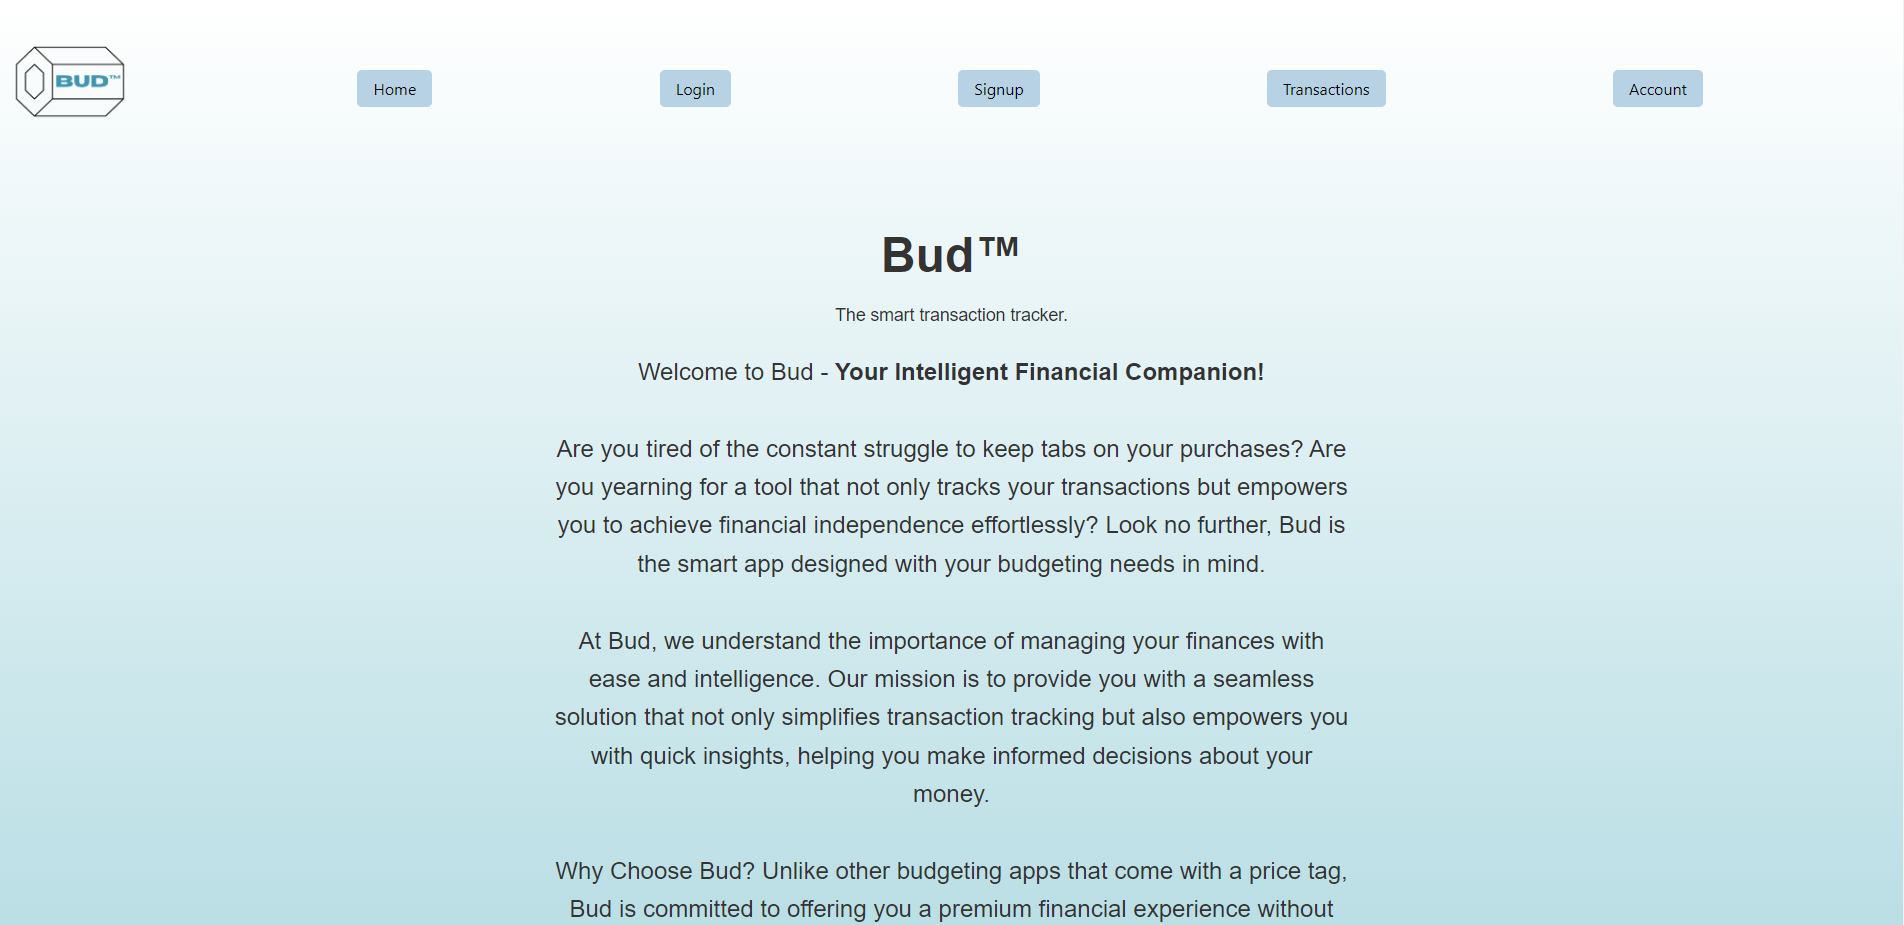 BUD™
Home
Login
Signup
Transactions
Account
Bud™
The smart transaction tracker.
Welcome to Bud - Your Intelligent Financial Companion!
Are you tired of the constant struggle to keep tabs on your purchases? Are
you yearning for a tool that not only tracks your transactions but empowers
you to achieve financial independence effortlessly? Look no further, Bud is
the smart app designed with your budgeting needs in mind.
At Bud, we understand the importance of managing your finances with
ease and intelligence. Our mission is to provide you with a seamless
solution that not only simplifies transaction tracking but also empowers you
with quick insights, helping you make informed decisions about your
money.
Why Choose Bud? Unlike other budgeting apps that come with a price tag,
Bud is committed to offering you a premium financial experience without